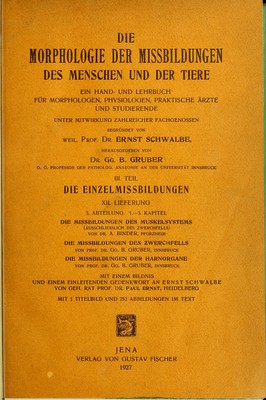 DIE
MORPHOLOGIE DER MISSBILDUNGEN
DES MENSCHEN UND DER TIERE
EIN HAND- UND LEHRBUCH
FÜR MORPHOLOGEN, PHYSIOLOGEN, PRAKTISCHE ÄRZTE
UND STUDIERENDE
UNTER MITWIRKUNG ZAHLREICHER FACHGENOSSEN
BEGRÜNDET VON
WEIL. PROF. DR. ERNST SCHWALBE,
HERAUSGEGEBEN VON
DR. GG. B. GRUBER
O. Ö. PROFESSOR DER PATHOLOG. ANATOMIE AN DER UNIVERSITÄT INNSBRUCK
III. TEIL
DIE EINZELMISSBILDUNGEN
XII. LIEFERUNG
3. ABTEILUNG. 1.—3. KAPITEL
DIE MISSBILDUNGEN DES MUSKELSYSTEMS
(AUSSCHLIESSLICH DES ZWERCHFELLS)
VON DR. A. BINDER, PFORZHEIM
DIE MISSBILDUNGEN DES ZWERCHFELLS
VON PROF. DR. GG. B. GRUBER, INNSBRUCK
DIE MISSBILDUNGEN DER HARNORGANE
VON PROF. DR. GG. B. GRUBER, INNSBRUCK
MIT EINEM BILDNIS
UND EINEM EINLEITENDEN GEDENKWORT AN ERNST SCHWALBE
VON GEH. RAT PROF. DR. PAUL ERNST, HEIDELBERG
MIT 1 TITELBILD UND 252 ABBILDUNGEN IM TEXT
JENA
VERLAG VON GUSTAV FISCHER
1927